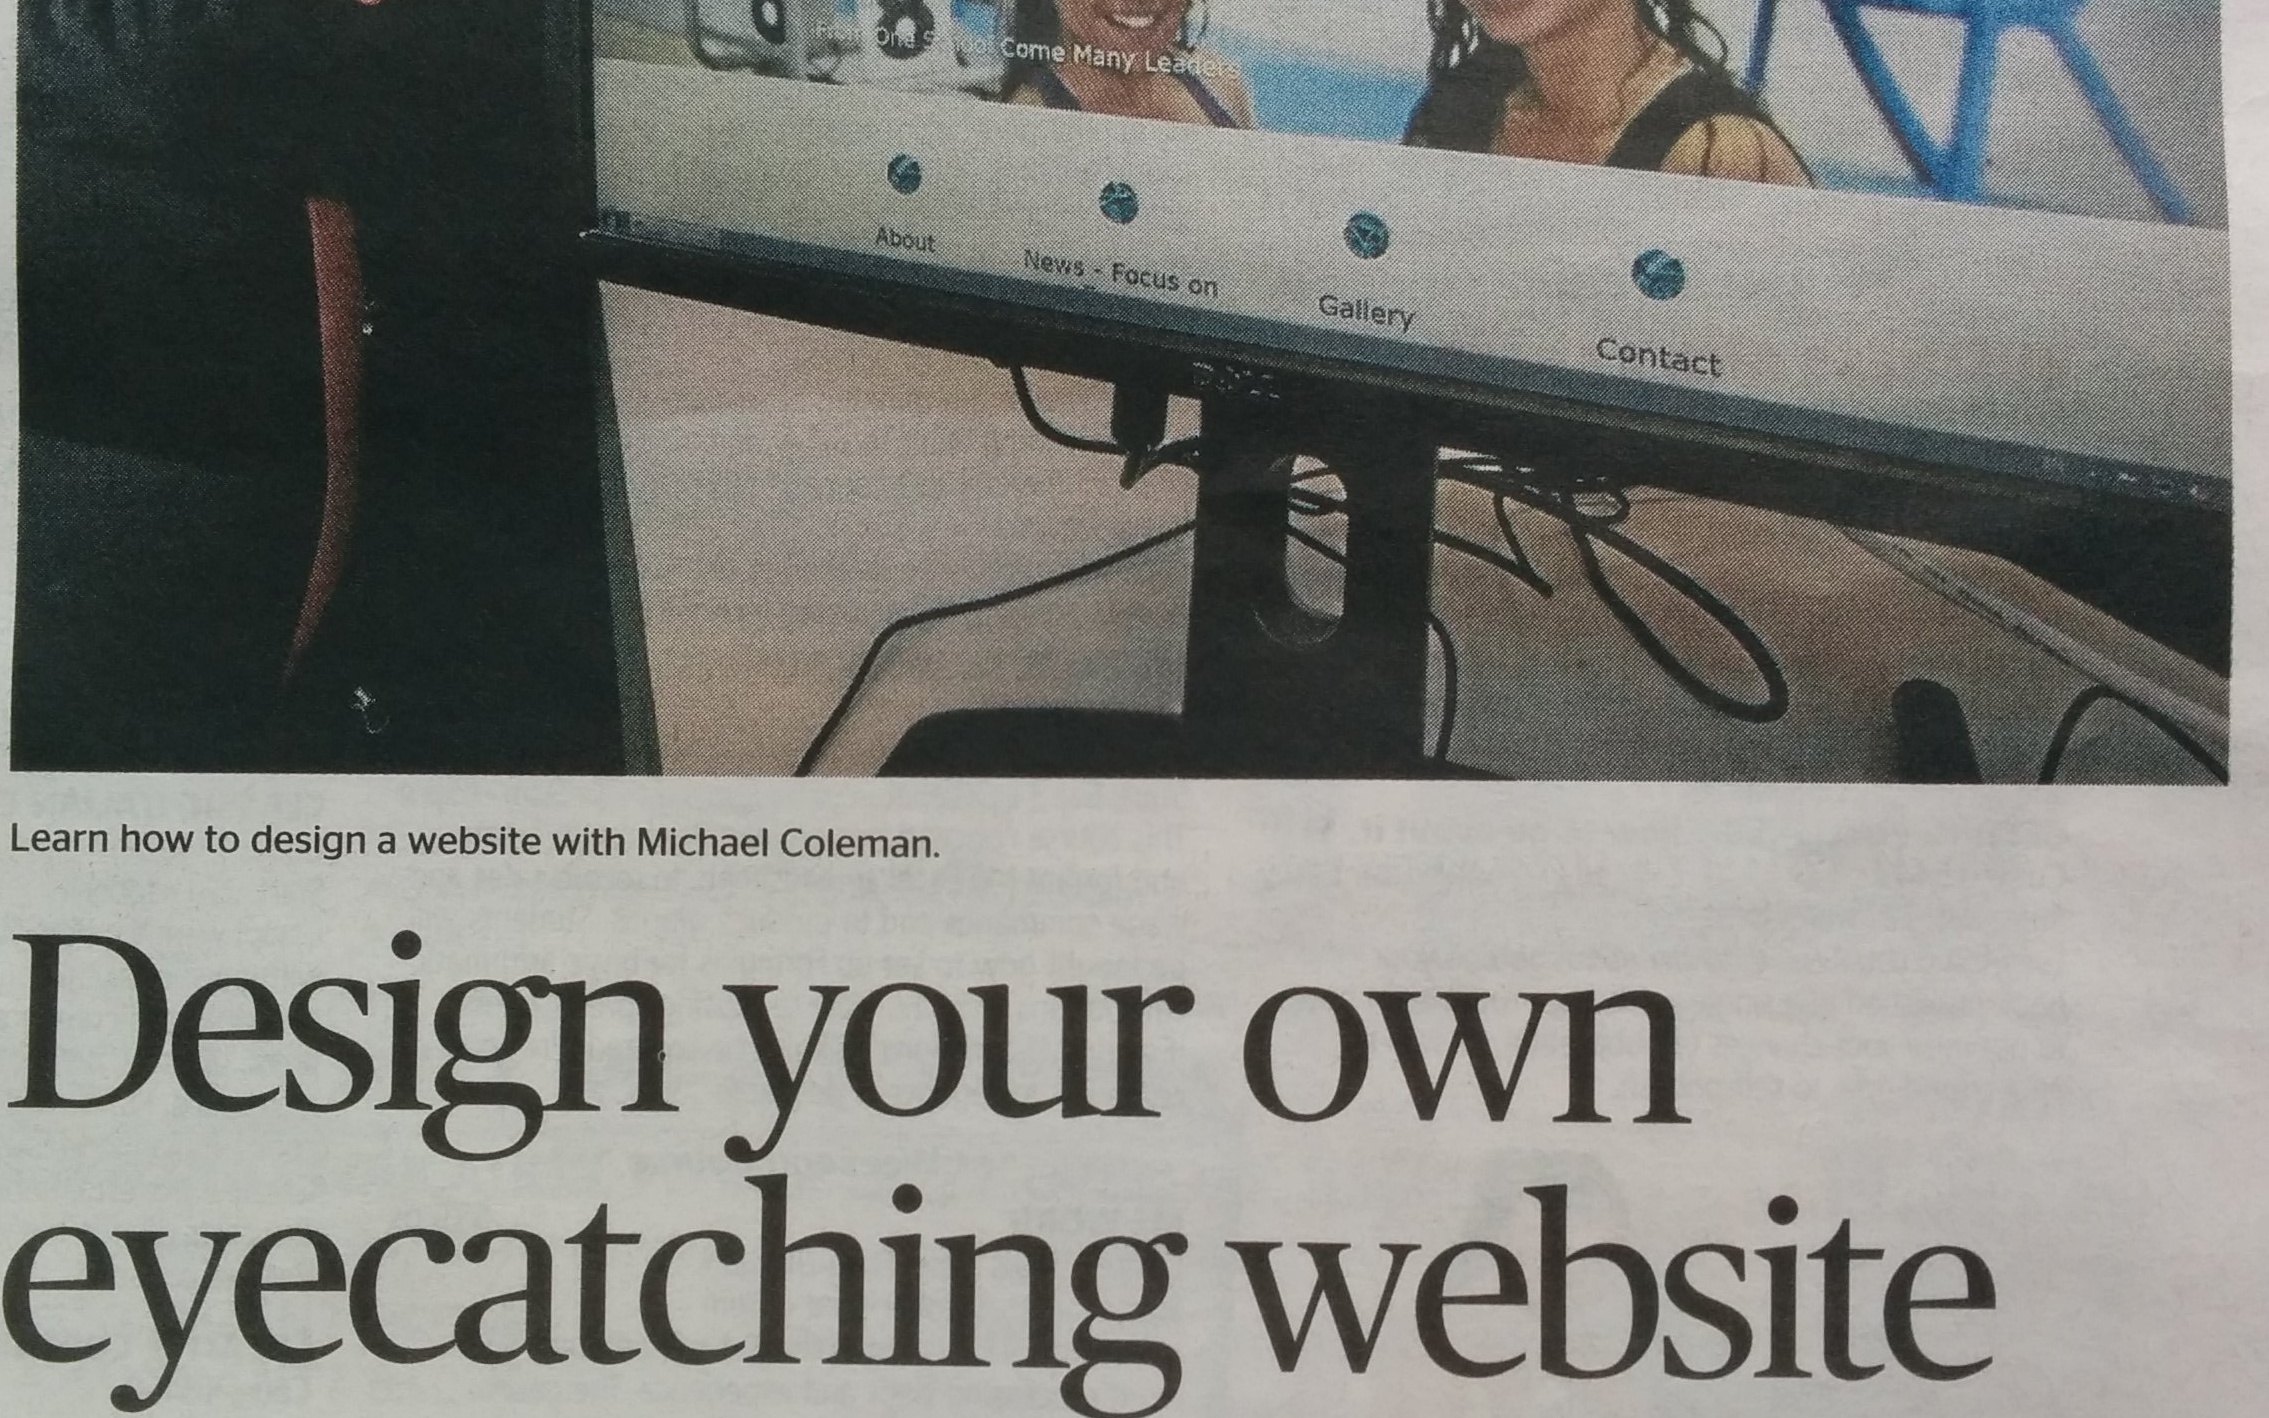 From One School Come Many Leaders
About
News - Focus on
Gallery
Contact
Learn how to design a website with Michael Coleman.
Design your own
eyecatching website